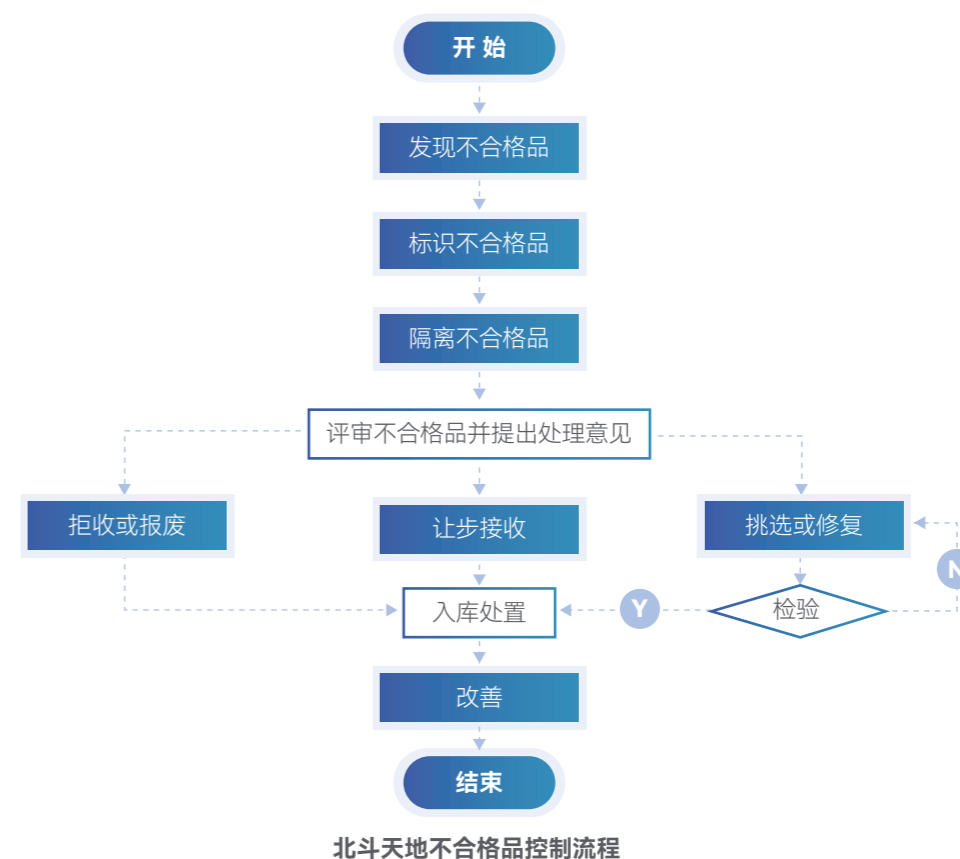 开 始
发现不合格品
标识不合格品
隔离不合格品
评审不合格品并提出处理意见
拒收或报废
让步接收
挑选或修复
N
入库处置
Y
检验
改善
结束
北斗天地不合格品控制流程